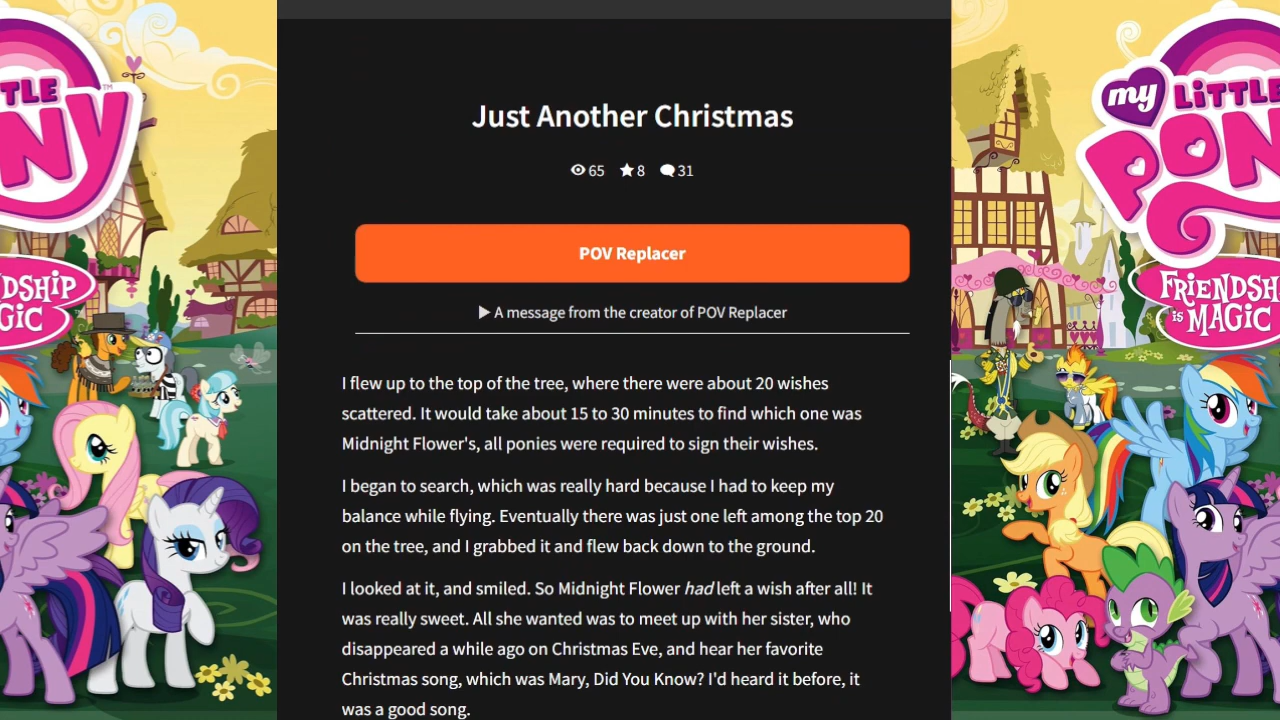 Just Another Christmas
65 8 31
POV Replacer
▶ A message from the creator of POV Replacer
I flew up to the top of the tree, where there were about 20 wishes
scattered. It would take about 15 to 30 minutes to find which one was
Midnight Flower's, all ponies were required to sign their wishes.
I began to search, which was really hard because I had to keep my
balance while flying. Eventually there was just one left among the top 20
on the tree, and I grabbed it and flew back down to the ground.
I looked at it, and smiled. So Midnight Flower had left a wish after all! It
was really sweet. All she wanted was to meet up with her sister, who
disappeared a while ago on Christmas Eve, and hear her favorite
Christmas song, which was Mary, Did You Know? I'd heard it before, it
was a good song.
TLE
NY
TM
DSHIP
GIC
my LiTTLE
PON
FRiENDSH
is MAGIC